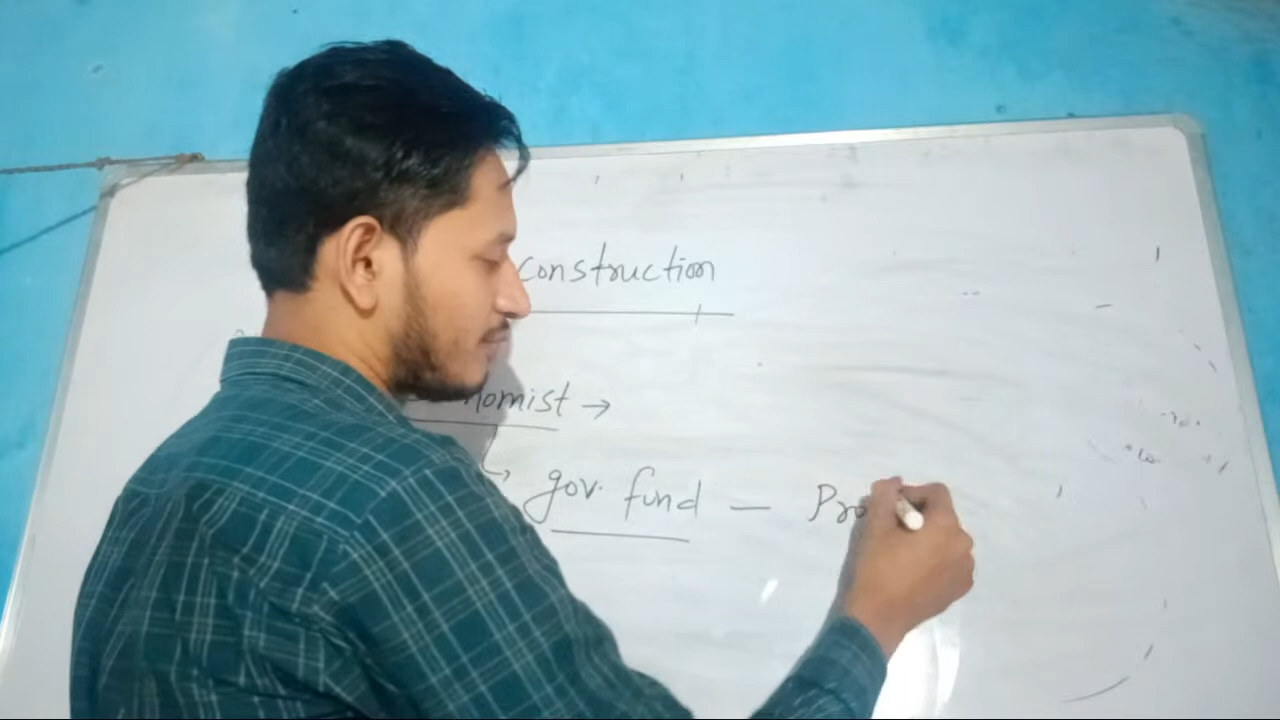 construction
nomist →
↳ gov. fund — Pro